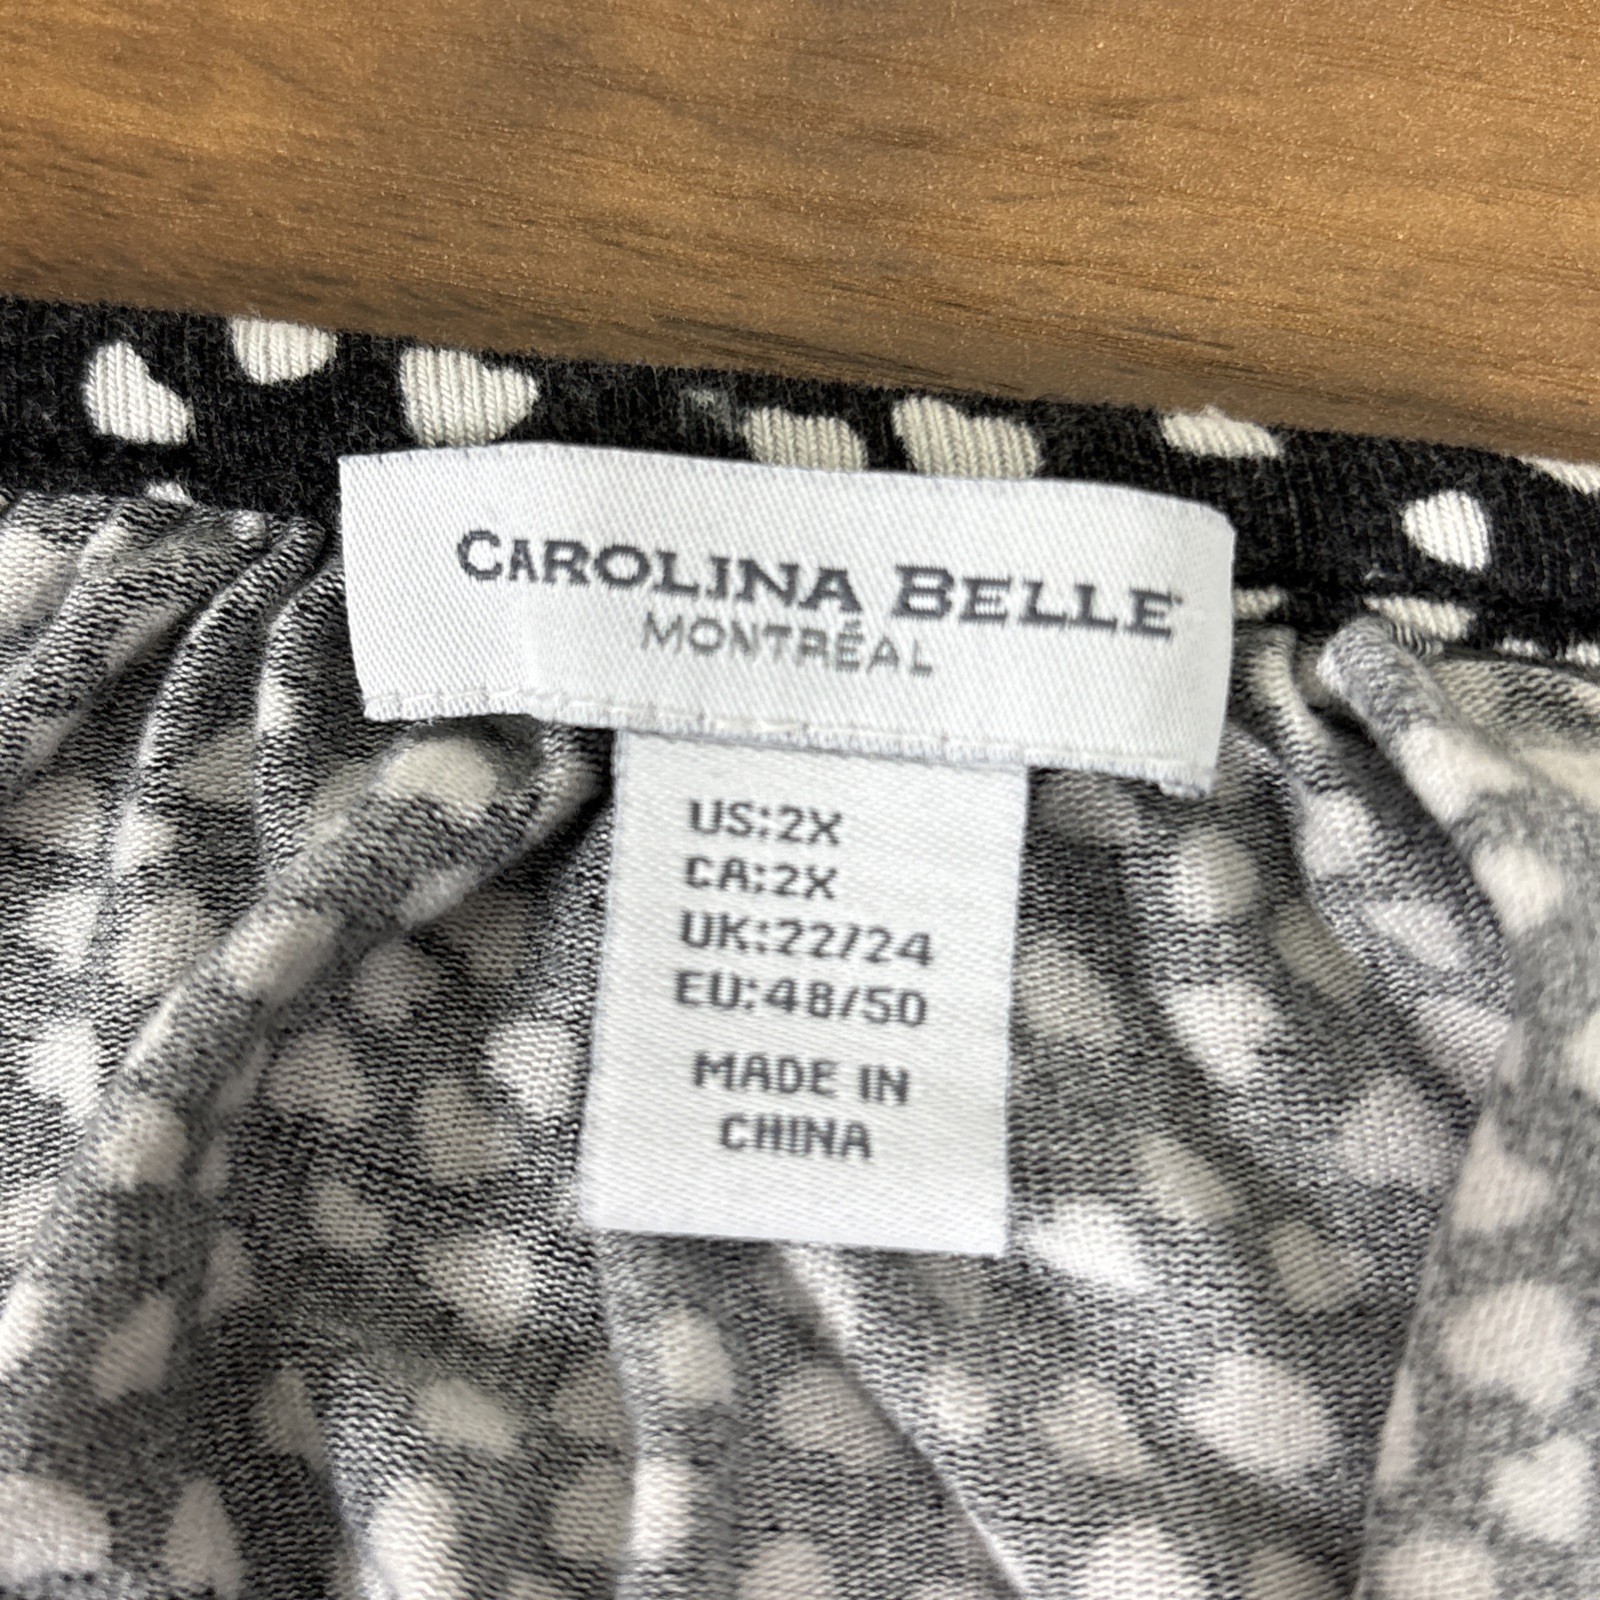 CAROLINA BELLE
MONTRÉAL
US:2X
CA:2X
UK:22/24
EU:48/50
MADE IN
CHINA